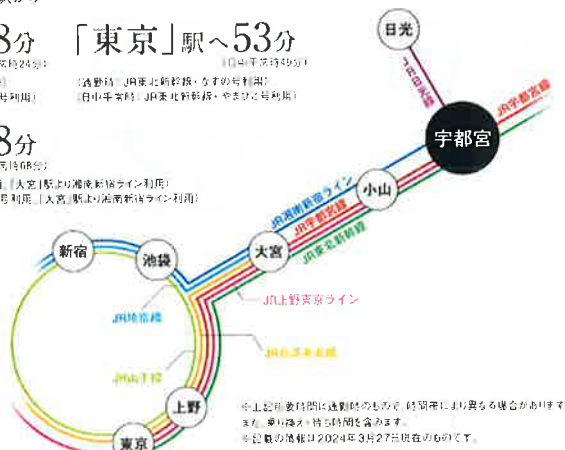 8分
「東京」駅へ53分
(日中平常時49分)
(通勤時:JR東北新幹線・なすの号利用)
(日中平常時:JR東北新幹線・やまびこ号利用)
8分
「大宮」駅より湘南新宿ライン利用)
号利用、「大宮」駅より湘南新宿ライン利用)
日光
JR日光線
JR宇都宮線
宇都宮
小山
JR湘南新宿ライン
JR宇都宮線
JR東北新幹線
大宮
新宿
池袋
JR上野東京ライン
JR埼京線
JR京浜東北線
JR山手線
上野
東京
※上記所要時間は通勤時のもので、時間帯により異なる場合があります
また、乗り換え・待ち時間を含みます。
※記載の情報は2024年3月27日現在のものです。